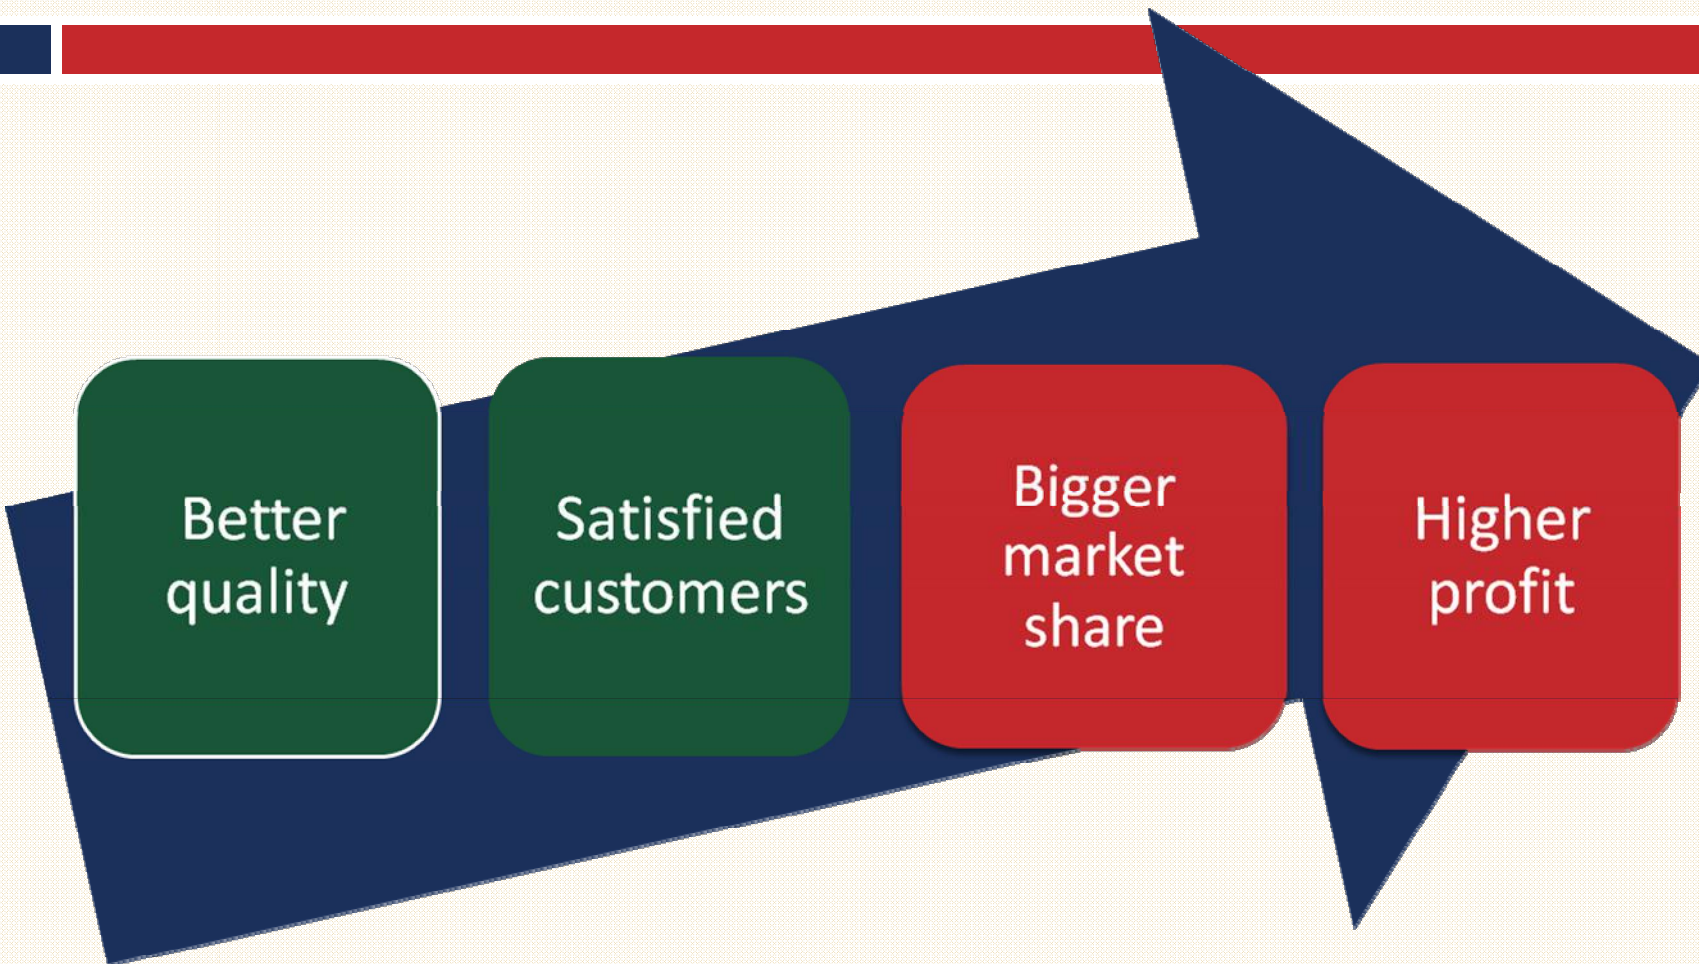 Better
quality
Satisfied
customers
Bigger
market
share
Higher
profit